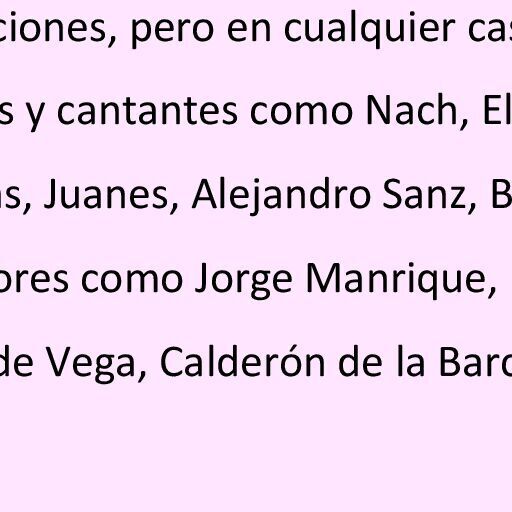 ciones, pero en cualquier cas
s y cantantes como Nach, El
as, Juanes, Alejandro Sanz, B
ores como Jorge Manrique,
de Vega, Calderón de la Barc